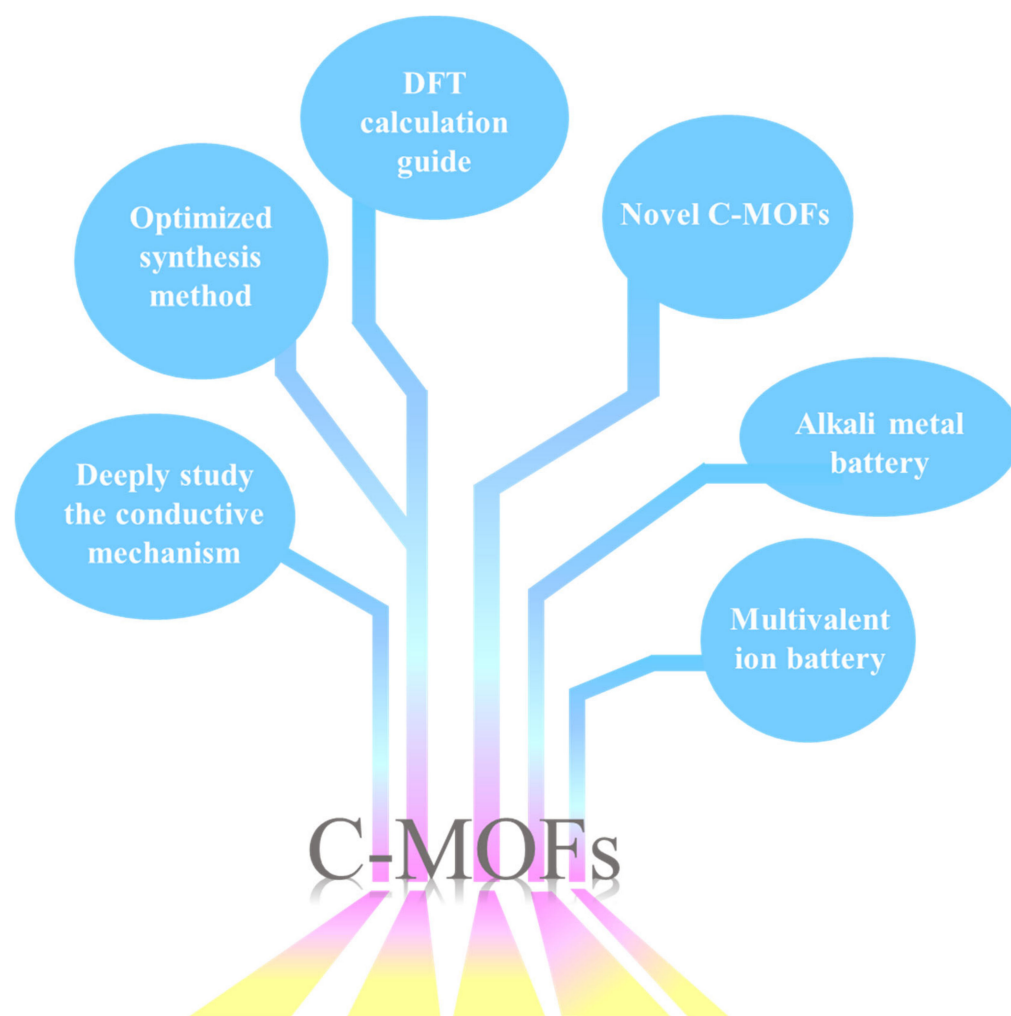 DFT
calculation
guide
Optimized
synthesis
method
Novel C-MOFs
Deeply study
the conductive
mechanism
Alkali metal
battery
Multivalent
ion battery
C-MOFs